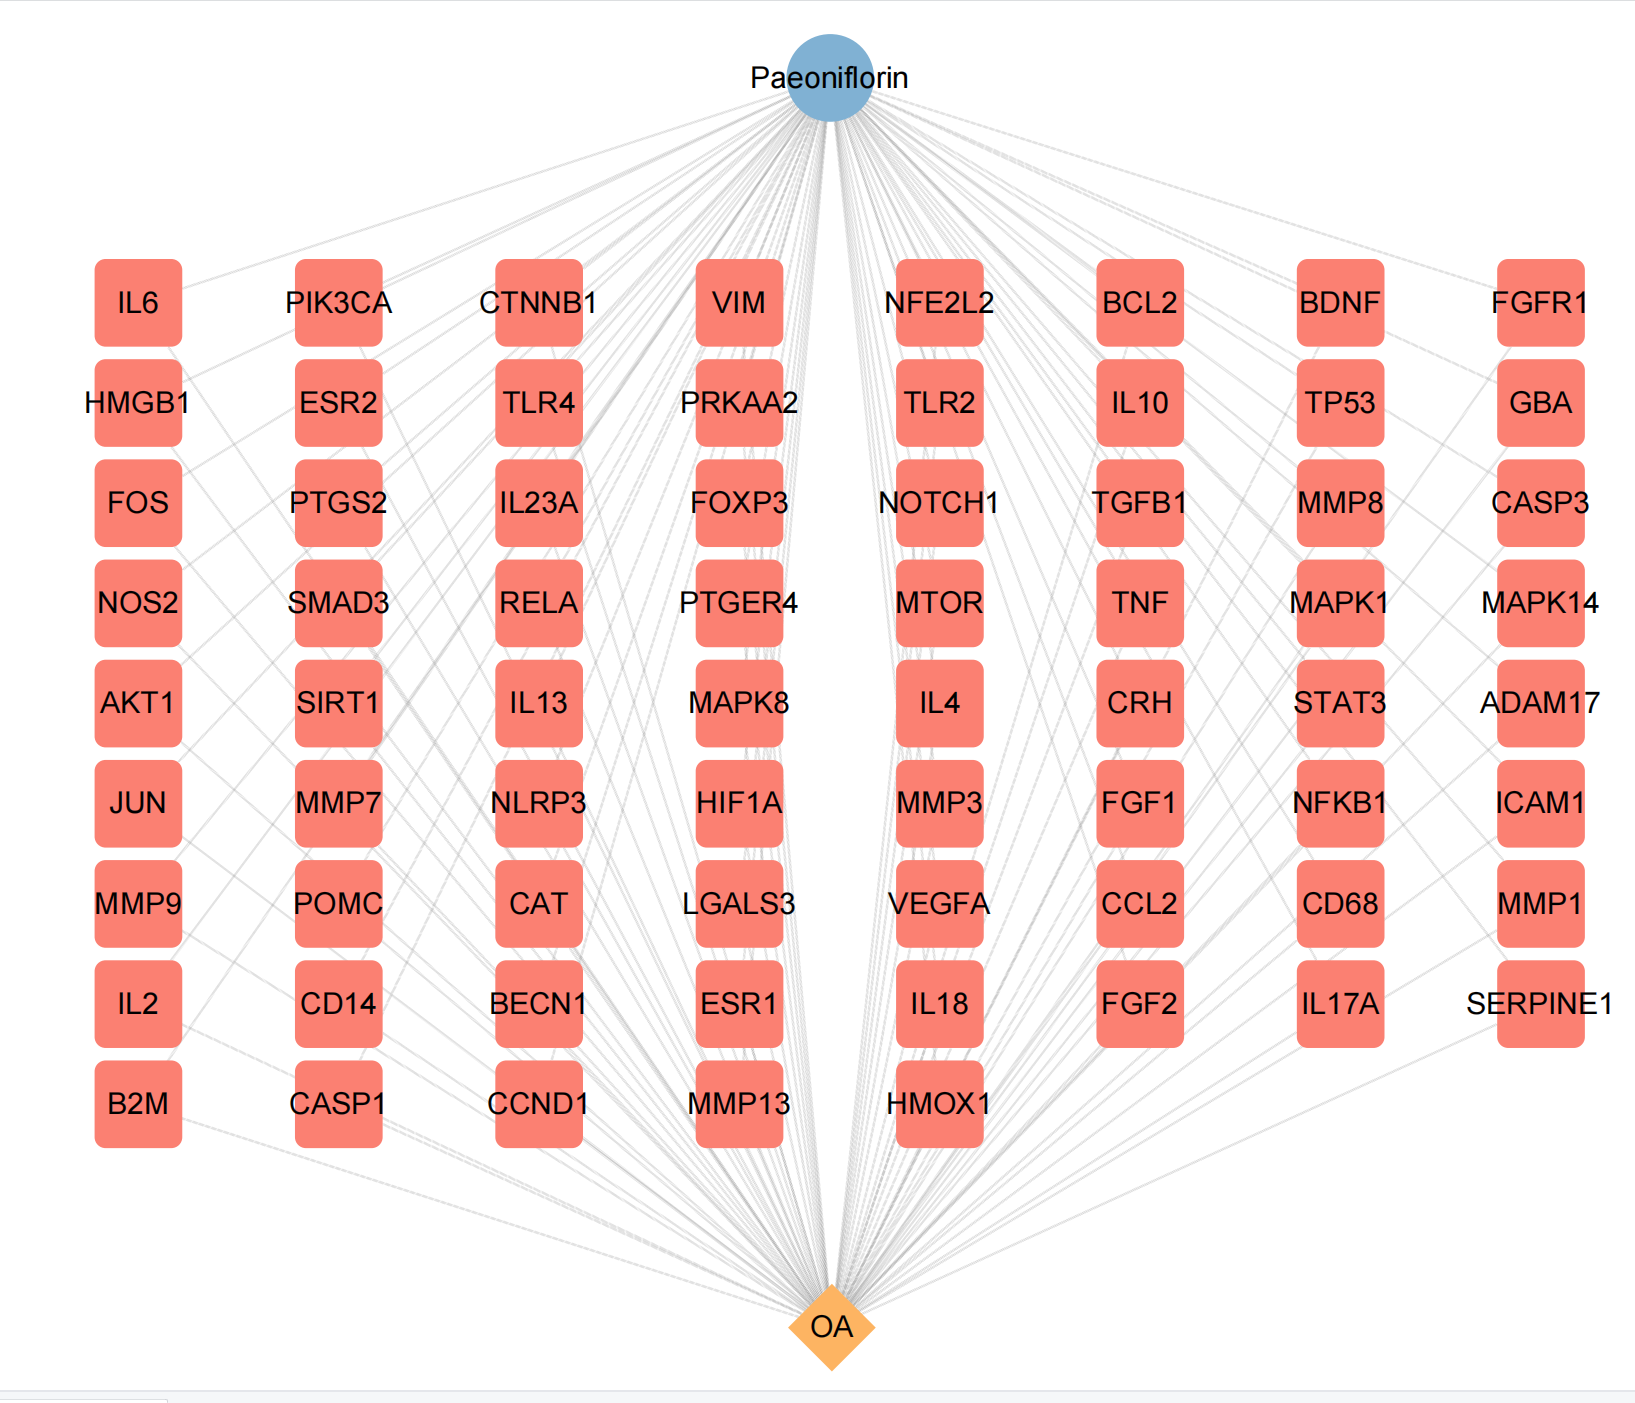 Paeoniflorin
IL6 PIK3CA CTNNB1 VIM NFE2L2 BCL2 BDNF FGFR1
HMGB1 ESR2 TLR4 PRKAA2 TLR2 IL10 TP53 GBA
FOS PTGS2 IL23A FOXP3 NOTCH1 TGFB1 MMP8 CASP3
NOS2 SMAD3 RELA PTGER4 MTOR TNF MAPK1 MAPK14
AKT1 SIRT1 IL13 MAPK8 IL4 CRH STAT3 ADAM17
JUN MMP7 NLRP3 HIF1A MMP3 FGF1 NFKB1 ICAM1
MMP9 POMC CAT LGALS3 VEGFA CCL2 CD68 MMP1
IL2 CD14 BECN1 ESR1 IL18 FGF2 IL17A SERPINE1
B2M CASP1 CCND1 MMP13 HMOX1
OA